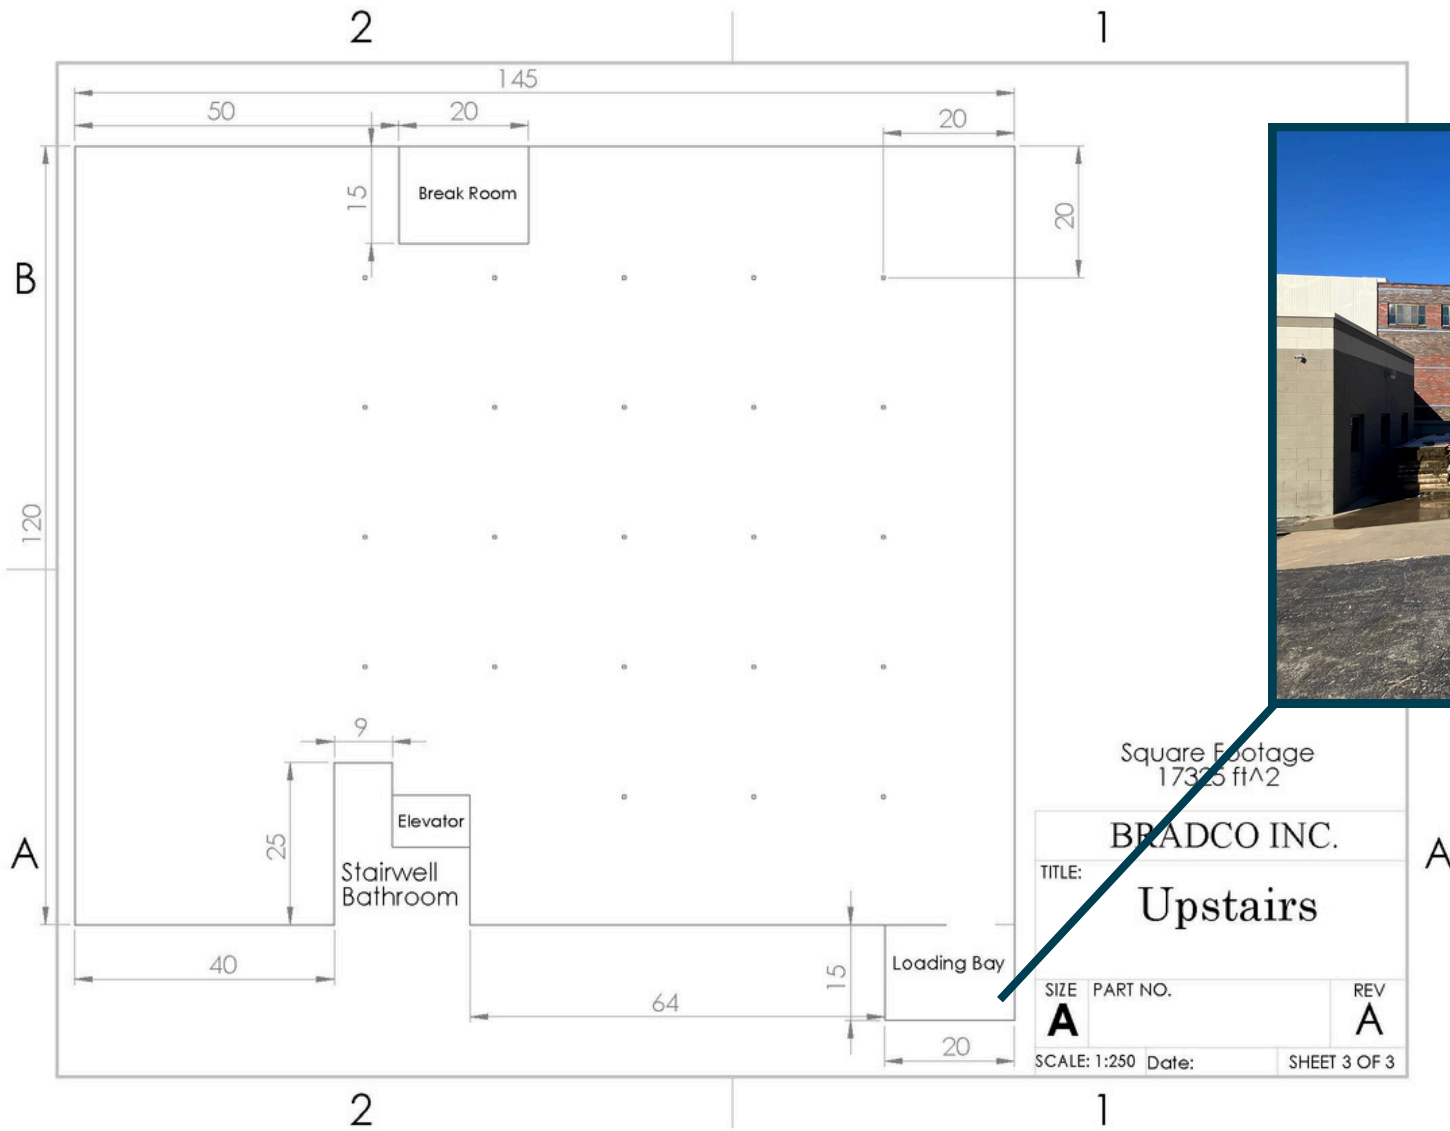 2
1
145
50
20
20
Break Room
15
20
B
120
9
Elevator
25
Stairwell
Bathroom
A
A
Square Footage
17325 ft^2
BRADCO INC.
TITLE:
Upstairs
Loading Bay
40
64
15
20
SIZE
A
PART NO.
REV
A
SCALE: 1:250
Date:
SHEET 3 OF 3
2
1